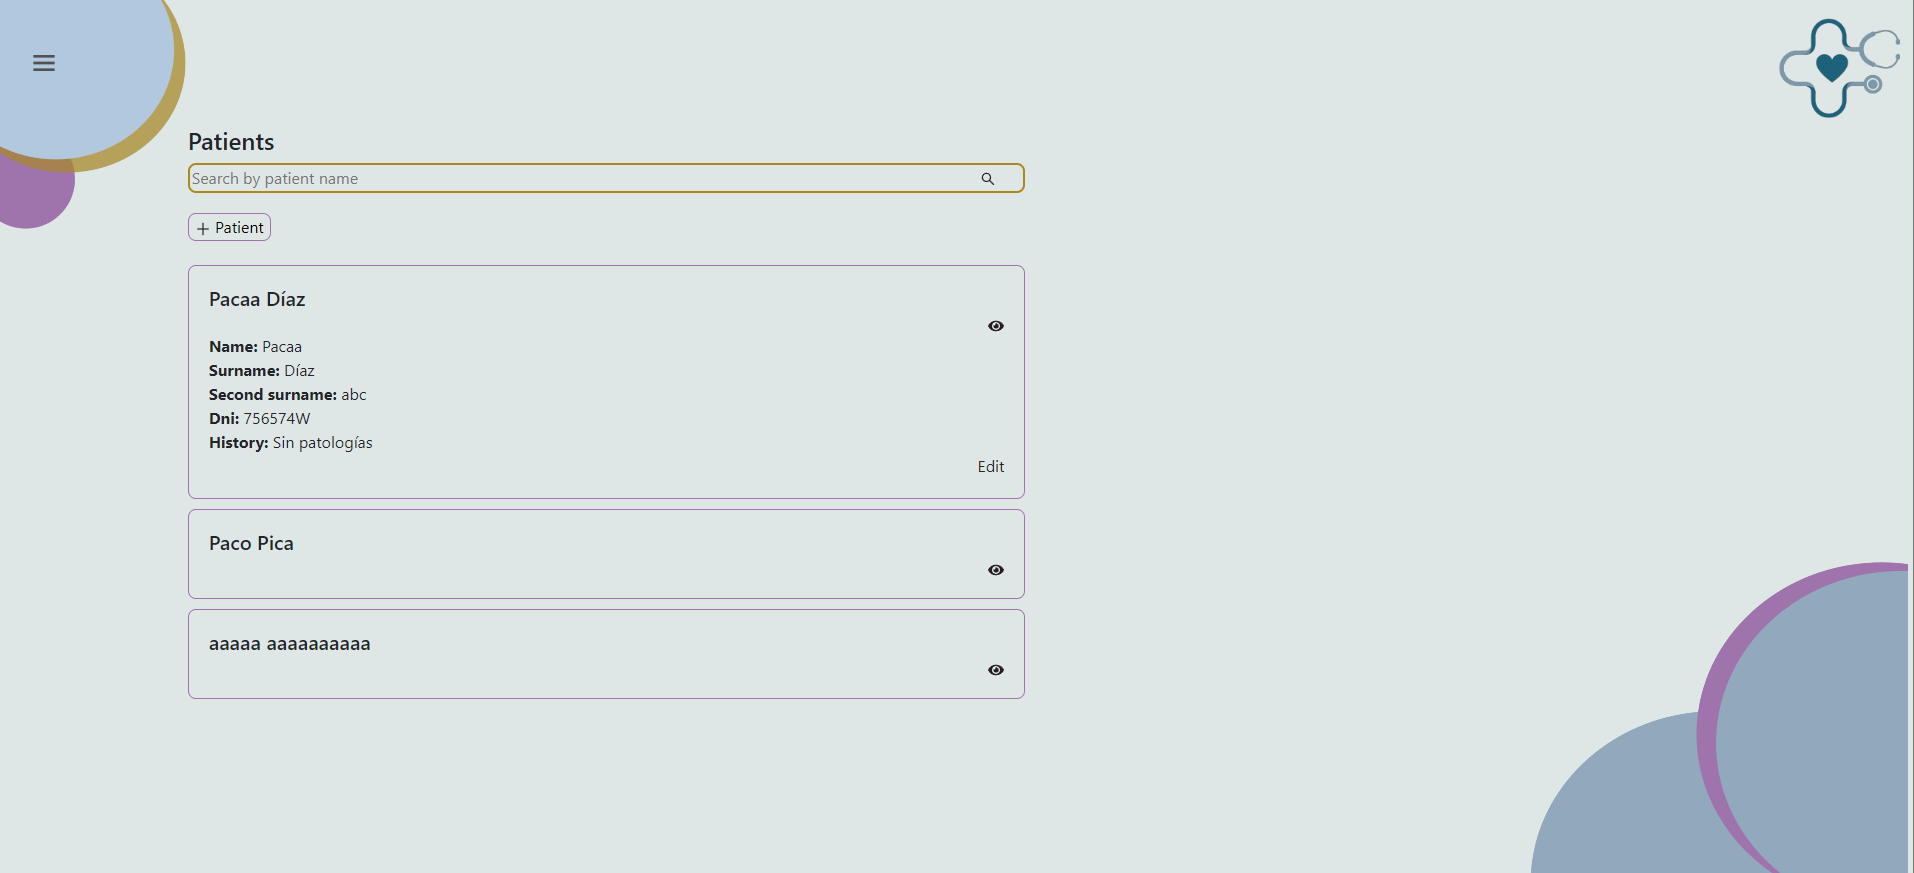 Patients
Search by patient name
+ Patient
Pacaa Díaz
Name: Pacaa
Surname: Díaz
Second surname: abc
Dni: 756574W
History: Sin patologías
Edit
Paco Pica
aaaaa aaaaaaaaaa